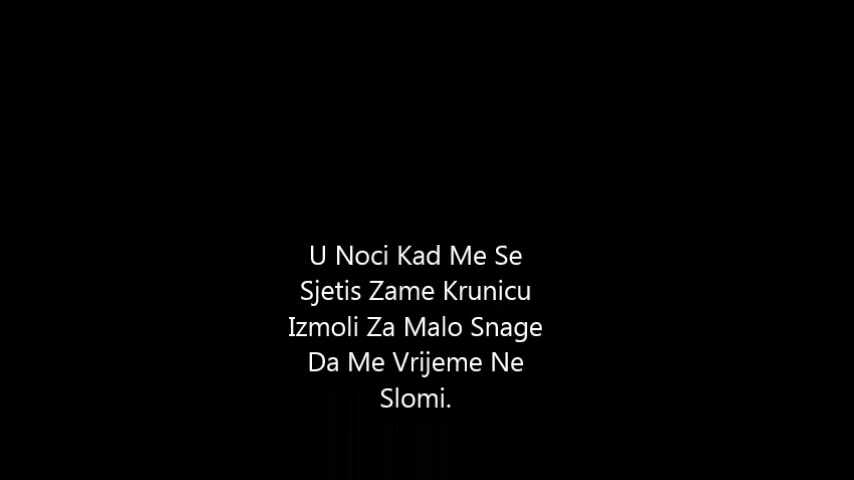 U Noci Kad Me Se
Sjetis Zame Krunicu
Izmoli Za Malo Snage
Da Me Vrijeme Ne
Slomi.